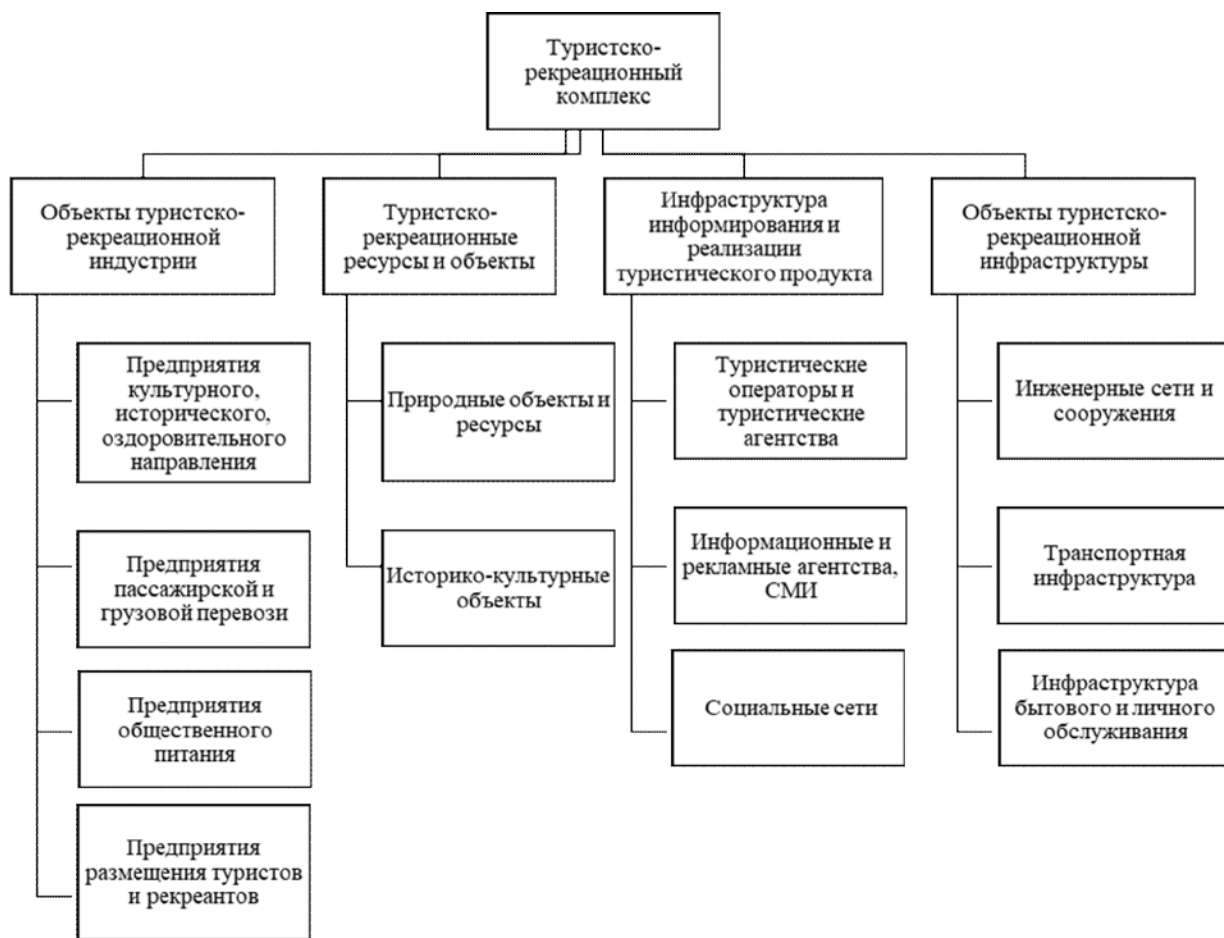 Туристско-
рекреационный
комплекс
Объекты туристско-
рекреационной
индустрии
Туристско-
рекреационные
ресурсы и объекты
Инфраструктура
информирования и
реализации
туристического продукта
Объекты туристско-
рекреационной
инфраструктуры
Предприятия
культурного,
исторического,
оздоровительного
направления
Предприятия
пассажирской и
грузовой перевози
Предприятия
общественного
питания
Предприятия
размещения туристов
и рекреантов
Природные объекты и
ресурсы
Историко-культурные
объекты
Туристические
операторы и
туристические
агентства
Информационные и
рекламные агентства,
СМИ
Социальные сети
Инженерные сети и
сооружения
Транспортная
инфраструктура
Инфраструктура
бытового и личного
обслуживания